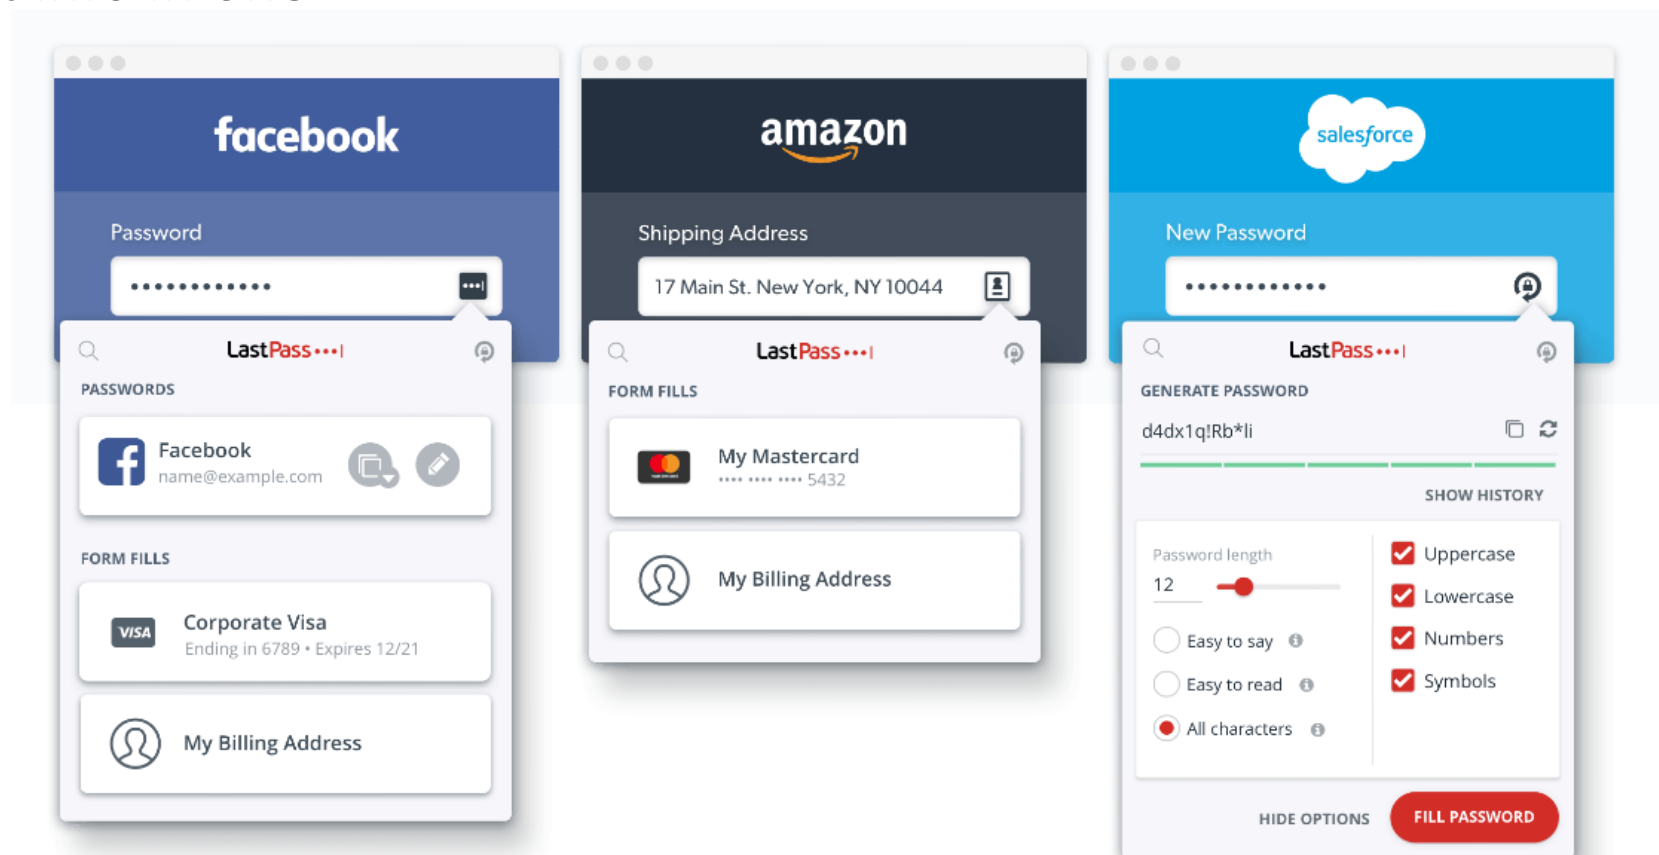 facebook
Password
••••••••••••
LastPass•••|
PASSWORDS
Facebook
name@example.com
FORM FILLS
VISA
Corporate Visa
Ending in 6789 • Expires 12/21
My Billing Address
amazon
Shipping Address
17 Main St. New York, NY 10044
LastPass•••|
FORM FILLS
My Mastercard
•••• •••• •••• 5432
My Billing Address
salesforce
New Password
••••••••••••
LastPass•••|
GENERATE PASSWORD
d4dx1q!Rb*li
SHOW HISTORY
Password length
12
Easy to say
Easy to read
All characters
Uppercase
Lowercase
Numbers
Symbols
HIDE OPTIONS
FILL PASSWORD